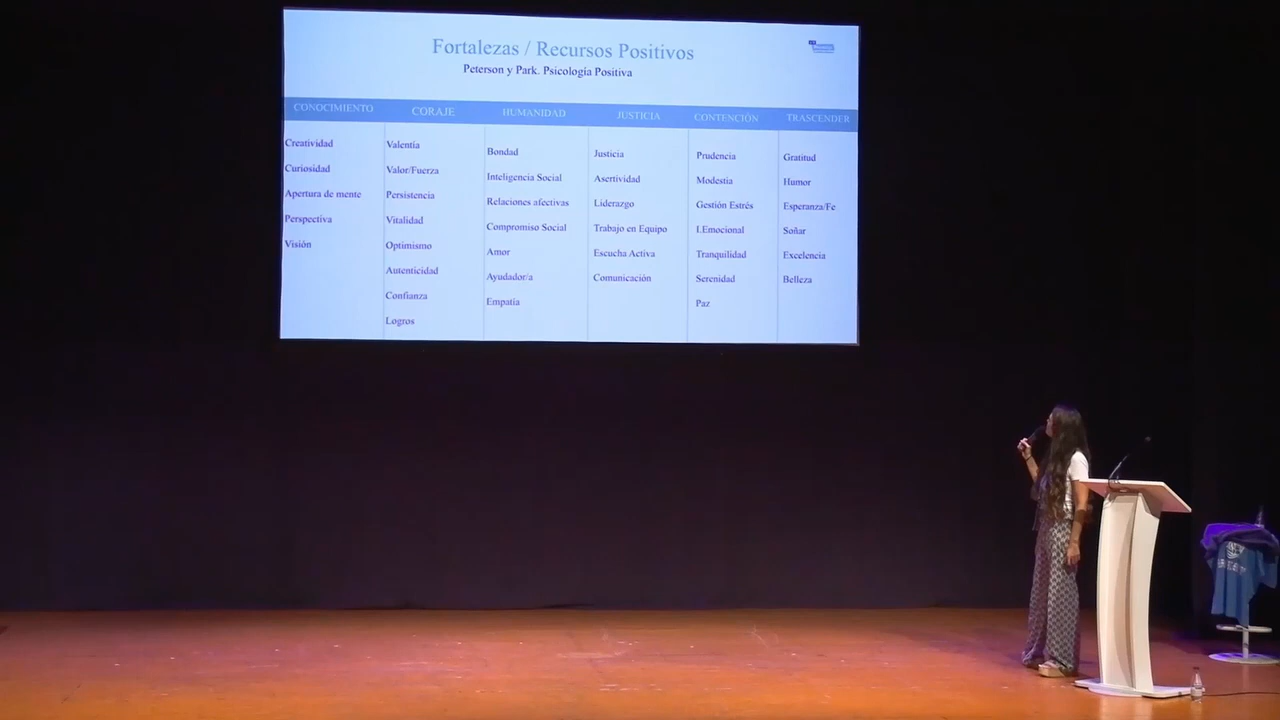 Fortalezas / Recursos Positivos
Peterson y Park. Psicología Positiva
CONOCIMIENTO
Creatividad
Curiosidad
Apertura de mente
Perspectiva
Visión
CORAJE
Valentía
Valor/Fuerza
Persistencia
Vitalidad
Optimismo
Autenticidad
Confianza
Logros
HUMANIDAD
Bondad
Inteligencia Social
Relaciones afectivas
Compromiso Social
Amor
Ayudador/a
Empatía
JUSTICIA
Justicia
Asertividad
Liderazgo
Trabajo en Equipo
Escucha Activa
Comunicación
CONTENCIÓN
Prudencia
Modestia
Gestión Estrés
I.Emocional
Tranquilidad
Serenidad
Paz
TRASCENDER
Gratitud
Humor
Esperanza/Fe
Soñar
Excelencia
Belleza